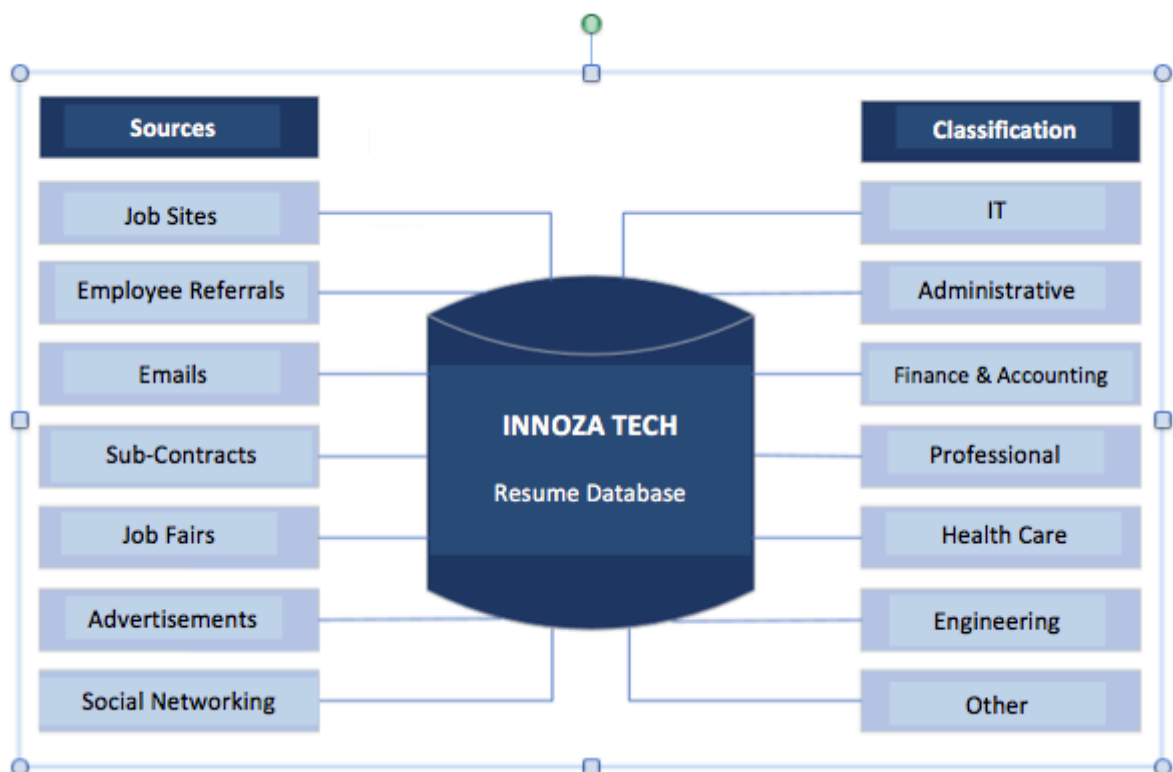 Sources
Job Sites
Employee Referrals
Emails
Sub-Contracts
Job Fairs
Advertisements
Social Networking
INNOZA TECH
Resume Database
Classification
IT
Administrative
Finance & Accounting
Professional
Health Care
Engineering
Other